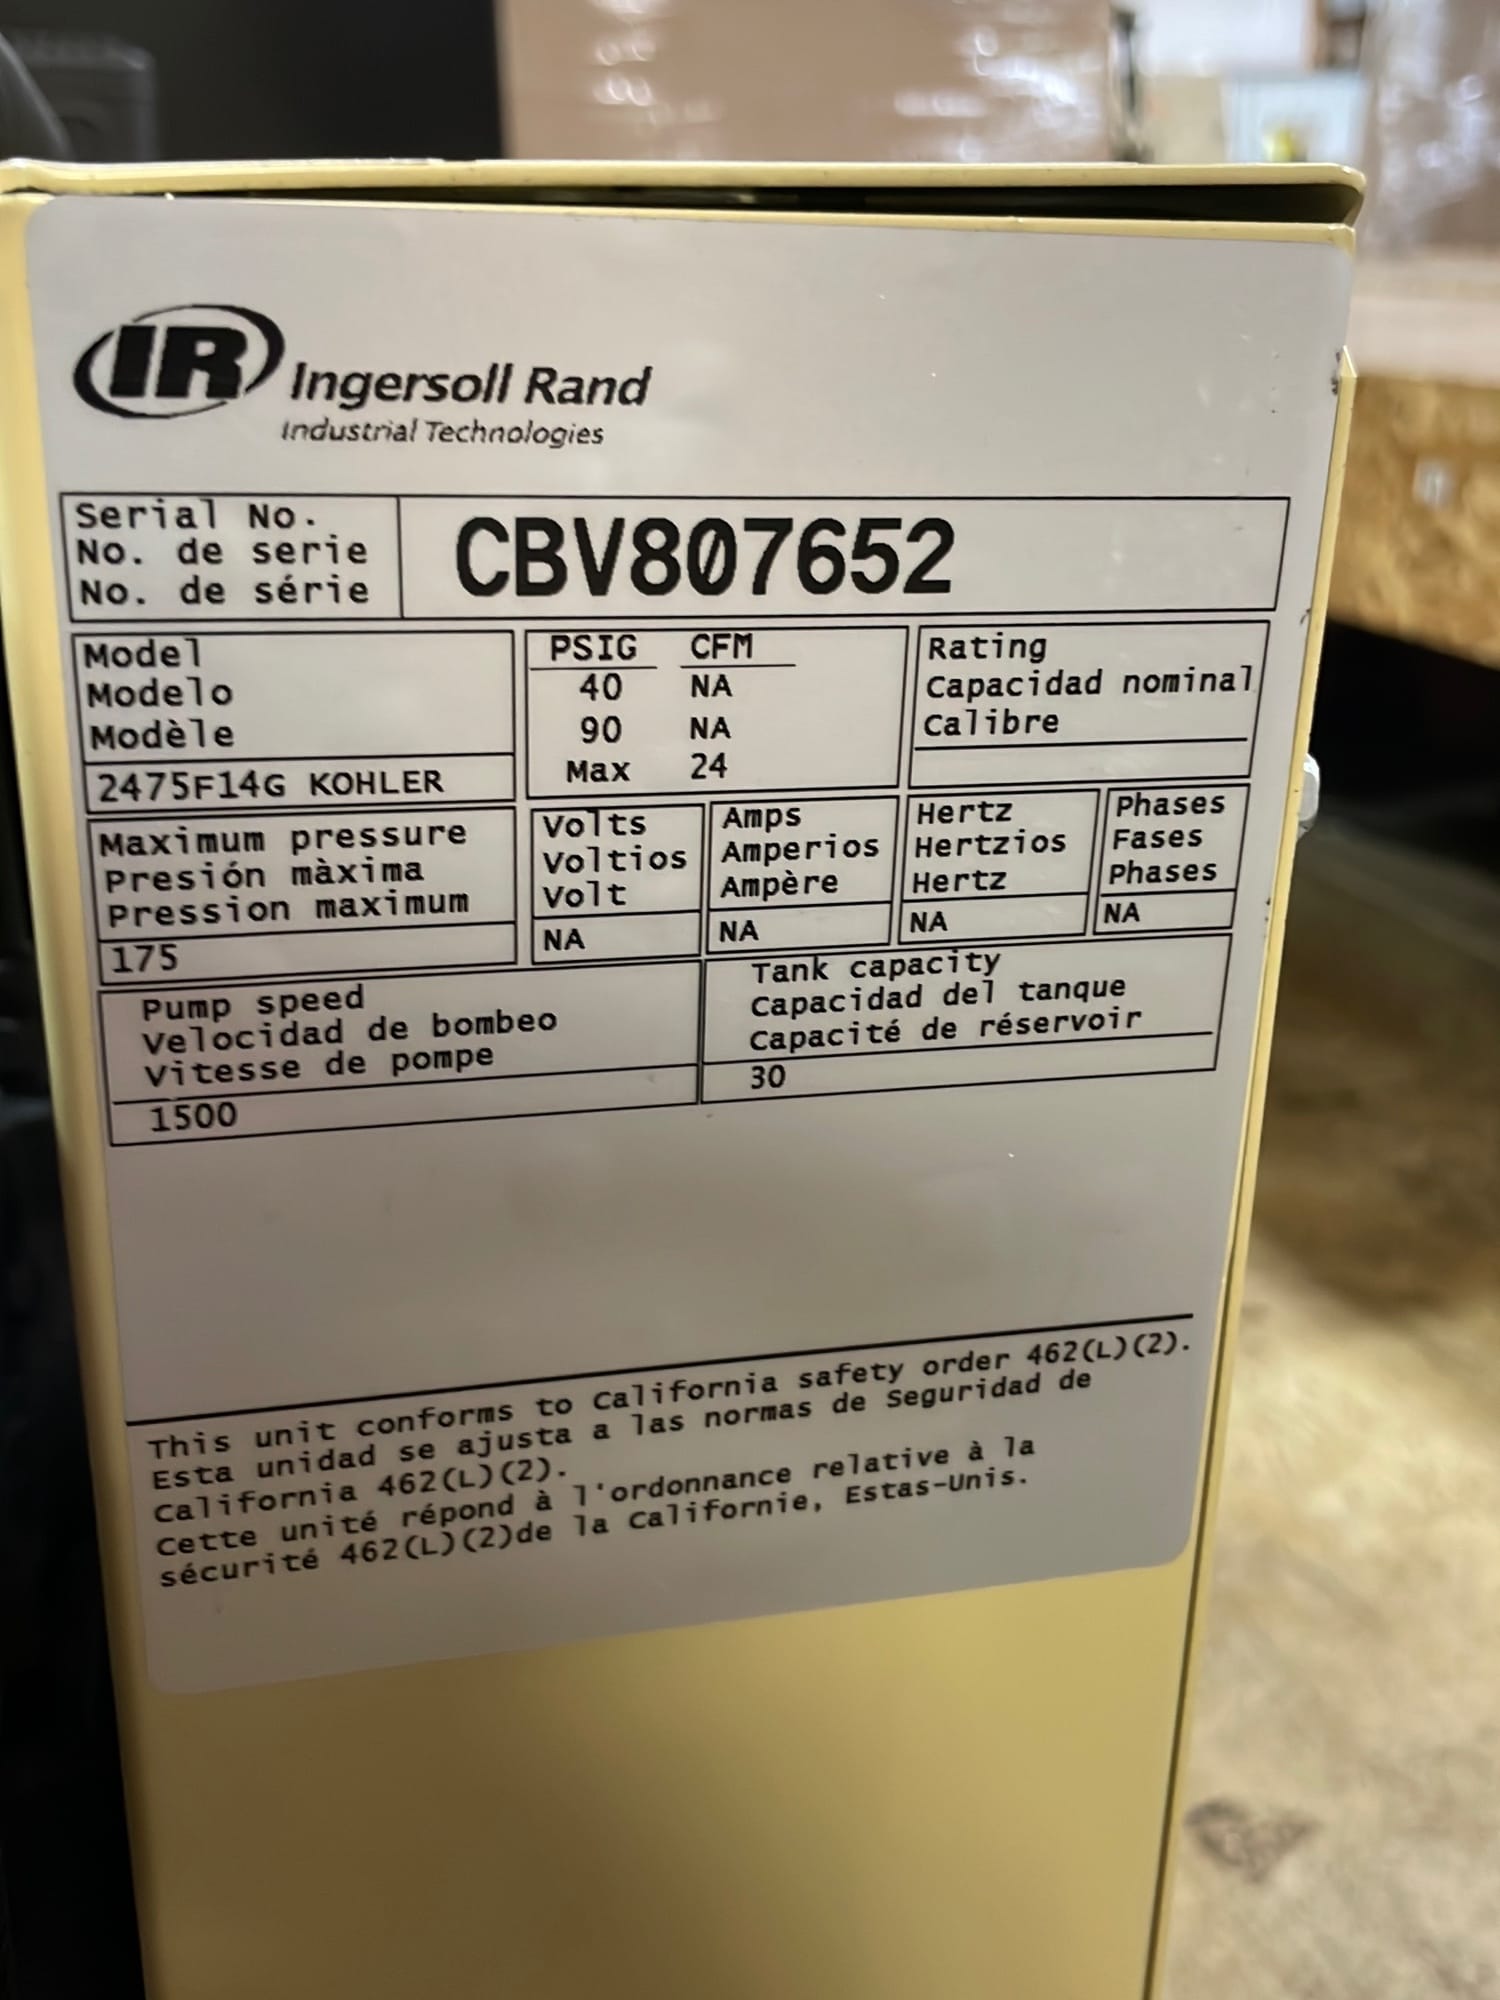 IR Ingersoll Rand
Industrial Technologies
Serial No.
No. de serie
No. de série
CBV807652
Model
Modelo
Modèle
2475F14G KOHLER
PSIG CFM
40 NA
90 NA
Max 24
Rating
Capacidad nominal
Calibre
Maximum pressure
Presión màxima
Pression maximum
175
Volts
Voltios
Volt
NA
Amps
Amperios
Ampère
NA
Hertz
Hertzios
Hertz
NA
Phases
Fases
Phases
NA
Pump speed
Velocidad de bombeo
Vitesse de pompe
1500
Tank capacity
Capacidad del tanque
Capacité de réservoir
30
This unit conforms to California safety order 462(L)(2).
Esta unidad se ajusta a las normas de Seguridad de
California 462(L)(2).
Cette unité répond à l'ordonnance relative à la
sécurité 462(L)(2)de la Californie, Estas-Unis.